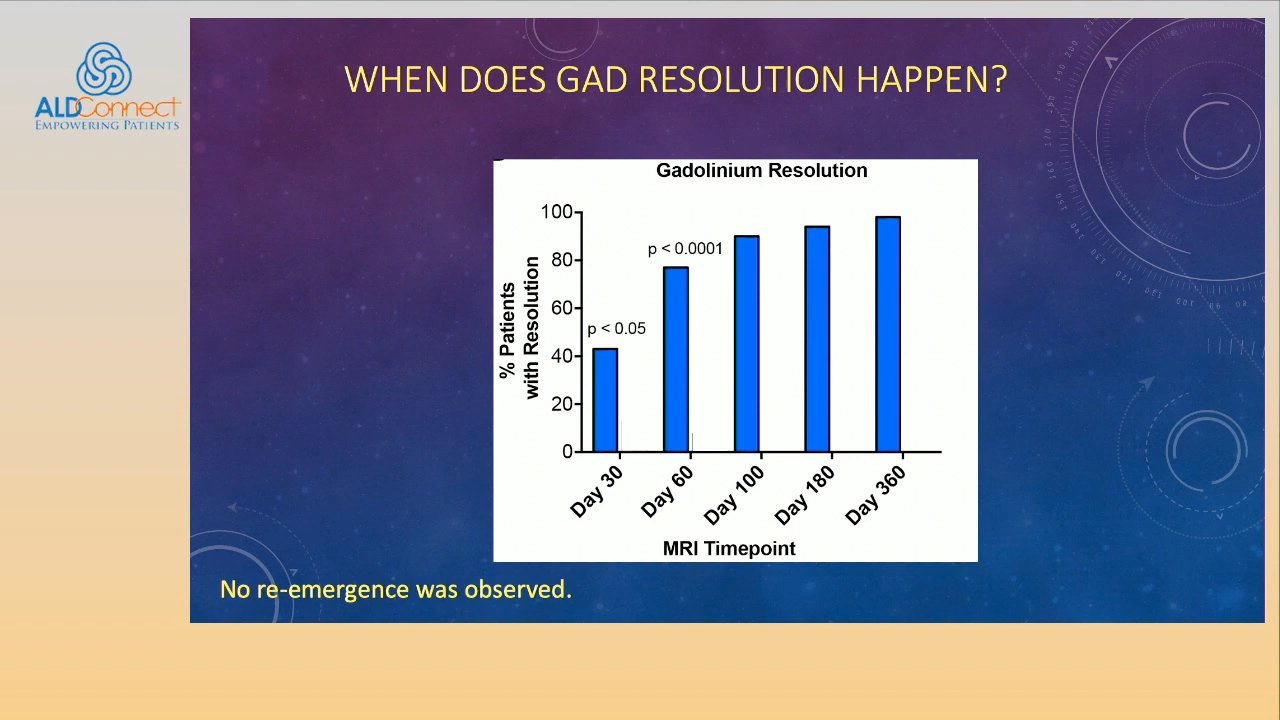 ALDConnect
EMPOWERING PATIENTS
WHEN DOES GAD RESOLUTION HAPPEN?
Gadolinium Resolution
% Patients
with Resolution
100
80
60
40
20
0
p < 0.05
p < 0.0001
Day 30
Day 60
Day 100
Day 180
Day 360
MRI Timepoint
No re-emergence was observed.